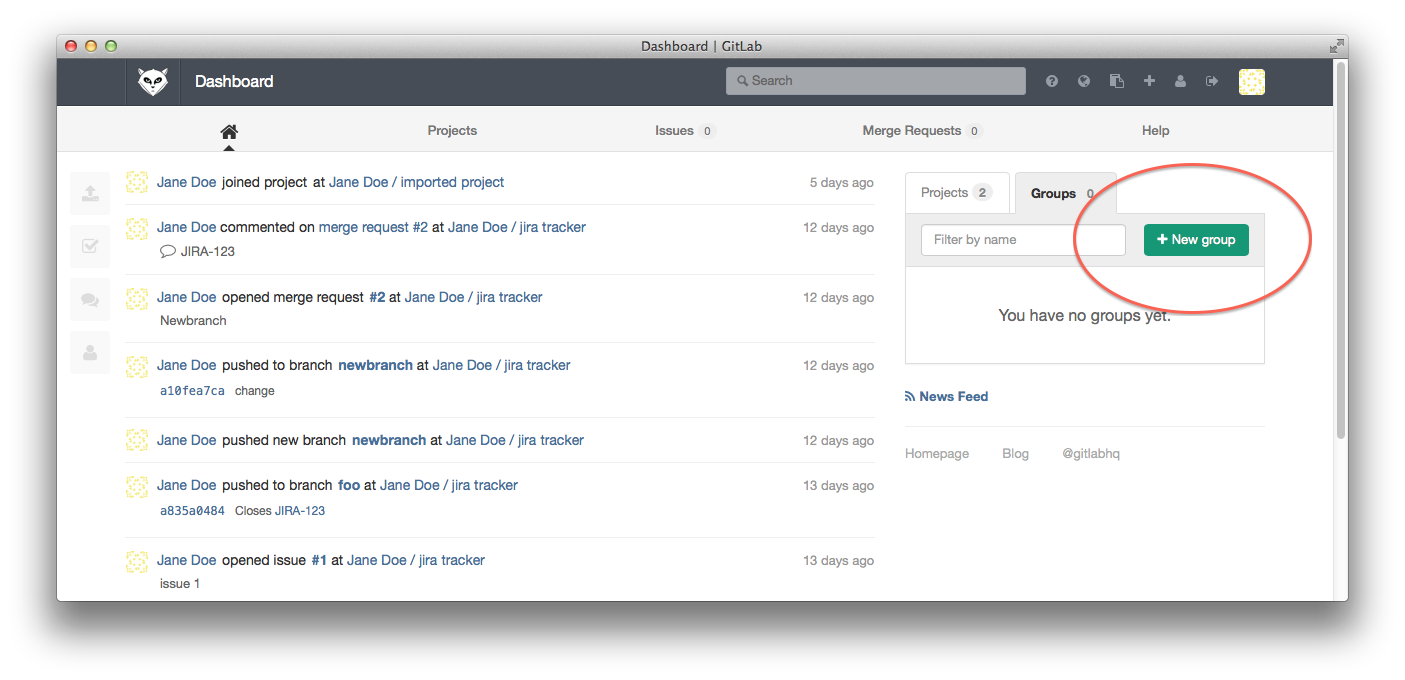 Dashboard | GitLab
Dashboard
Search
Projects
Issues 0
Merge Requests 0
Help
Jane Doe joined project at Jane Doe / imported project
5 days ago
Jane Doe commented on merge request #2 at Jane Doe / jira tracker
12 days ago
JIRA-123
Jane Doe opened merge request #2 at Jane Doe / jira tracker
12 days ago
Newbranch
Jane Doe pushed to branch newbranch at Jane Doe / jira tracker
12 days ago
a10fea7ca change
Jane Doe pushed new branch newbranch at Jane Doe / jira tracker
12 days ago
Jane Doe pushed to branch foo at Jane Doe / jira tracker
13 days ago
a835a0484 Closes JIRA-123
Jane Doe opened issue #1 at Jane Doe / jira tracker
13 days ago
issue 1
Projects 2
Groups 0
Filter by name
+ New group
You have no groups yet.
News Feed
Homepage
Blog
@gitlabhq